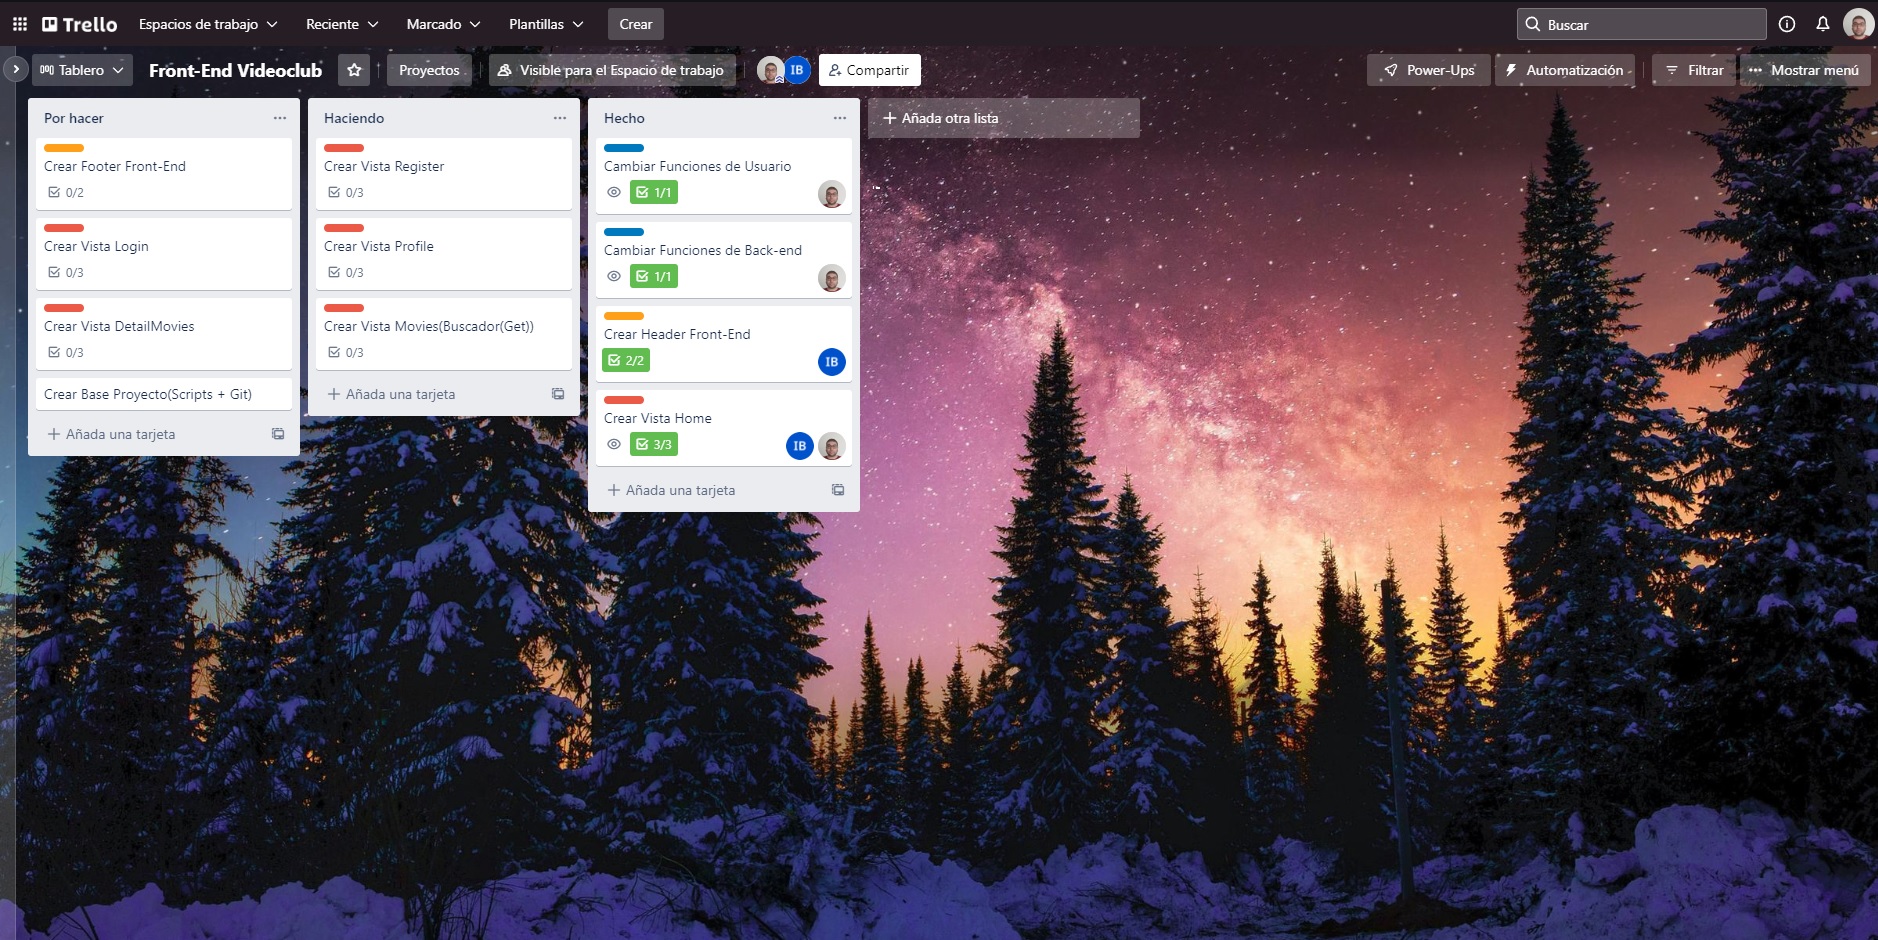 Trello
Espacios de trabajo
Reciente
Marcado
Plantillas
Crear
Buscar
Tablero
Front-End Videoclub
Proyectos
Visible para el Espacio de trabajo
IB
Compartir
Power-Ups
Automatización
Filtrar
Mostrar menú
Por hacer
Crear Footer Front-End
0/2
Crear Vista Login
0/3
Crear Vista DetailMovies
0/3
Crear Base Proyecto(Scripts + Git)
Añada una tarjeta
Haciendo
Crear Vista Register
0/3
Crear Vista Profile
0/3
Crear Vista Movies(Buscador(Get))
0/3
Añada una tarjeta
Hecho
Cambiar Funciones de Usuario
1/1
Cambiar Funciones de Back-end
1/1
Crear Header Front-End
2/2
IB
Crear Vista Home
3/3
IB
Añada una tarjeta
Añada otra lista